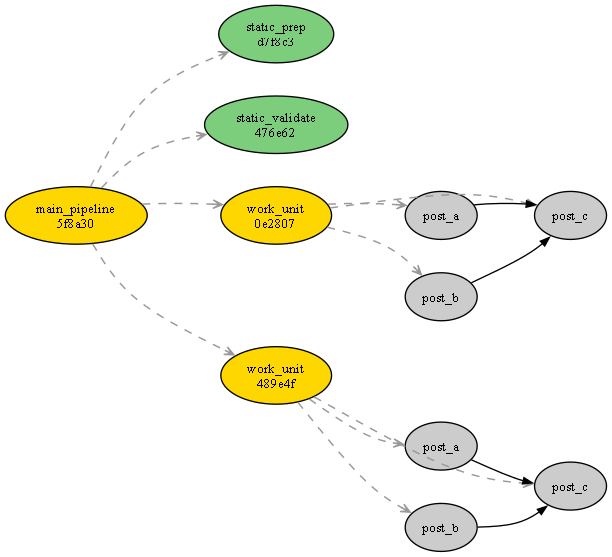 static_prep
d7f8c3
static_validate
476e62
main_pipeline
5f8a30
work_unit
0e2807
post_a
post_c
post_b
work_unit
489e4f
post_a
post_c
post_b